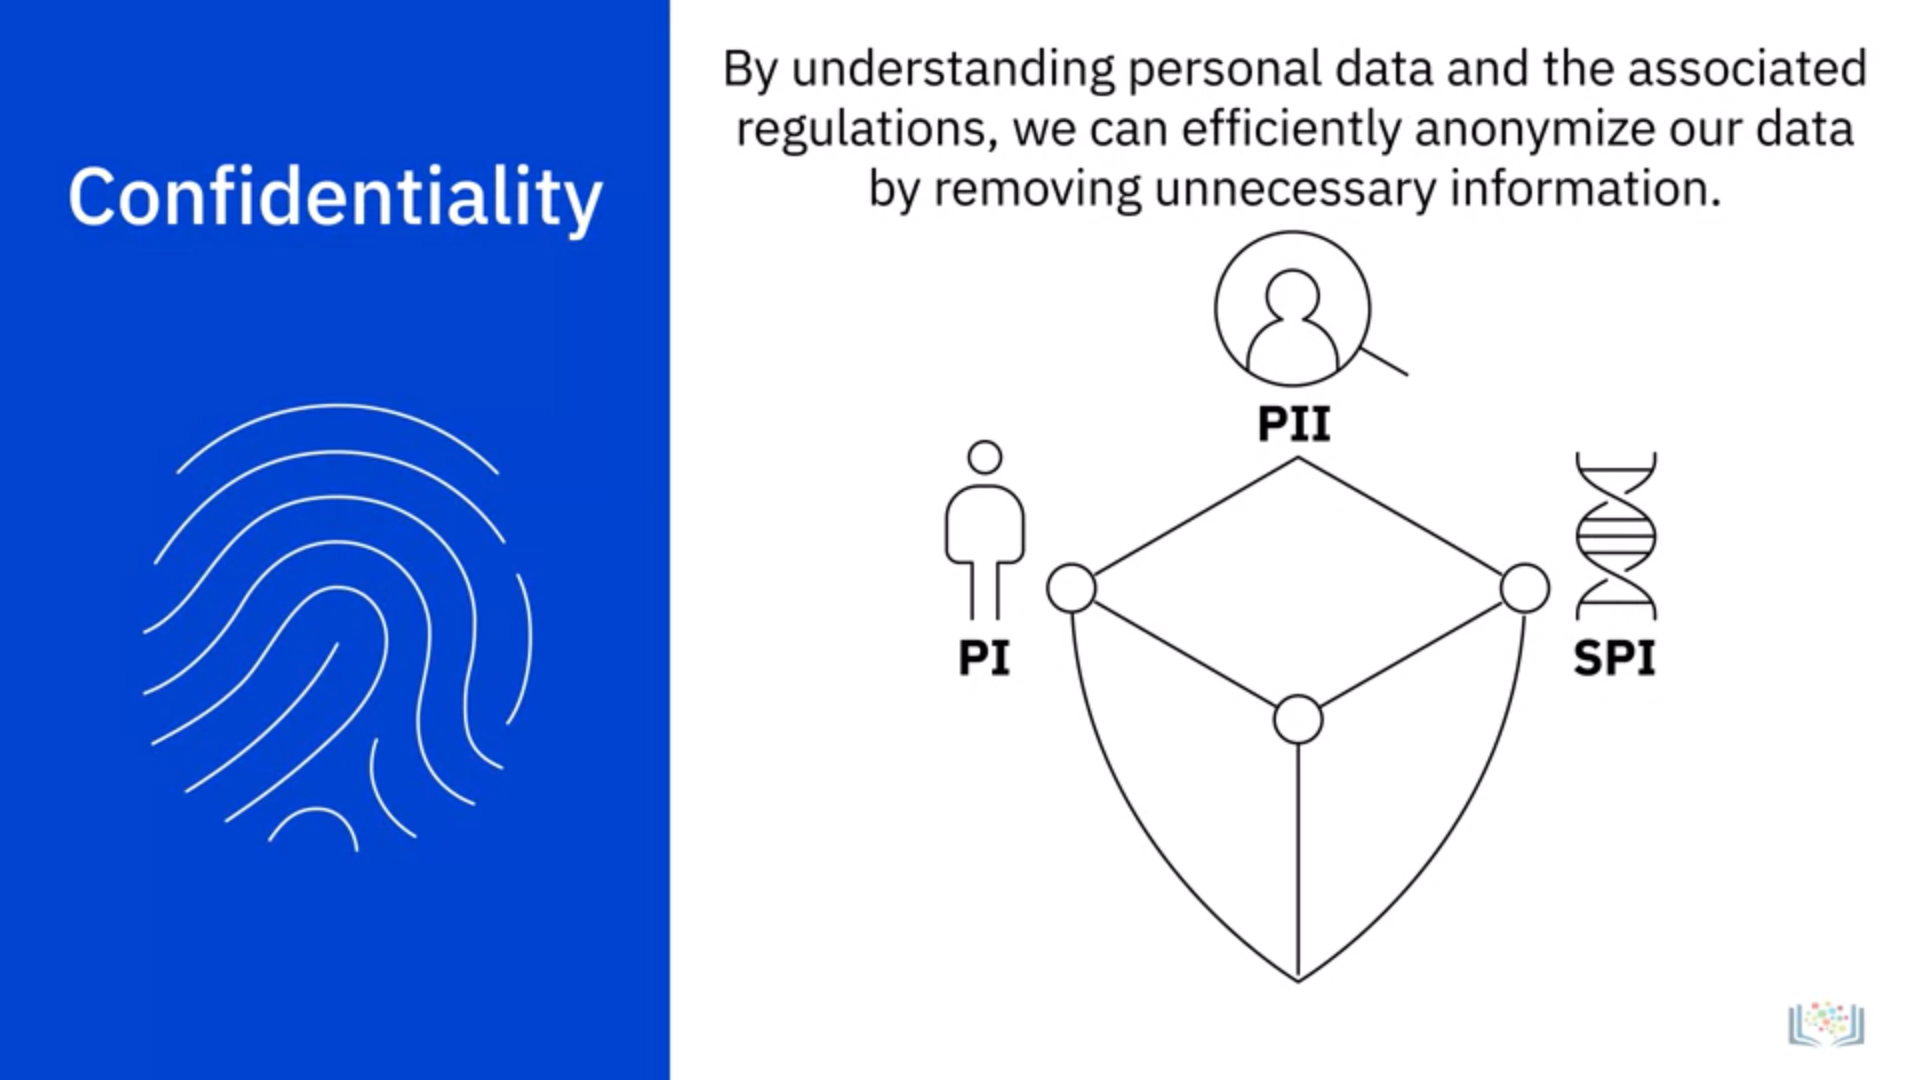 Confidentiality
By understanding personal data and the associated
regulations, we can efficiently anonymize our data
by removing unnecessary information.
PII
PI
SPI